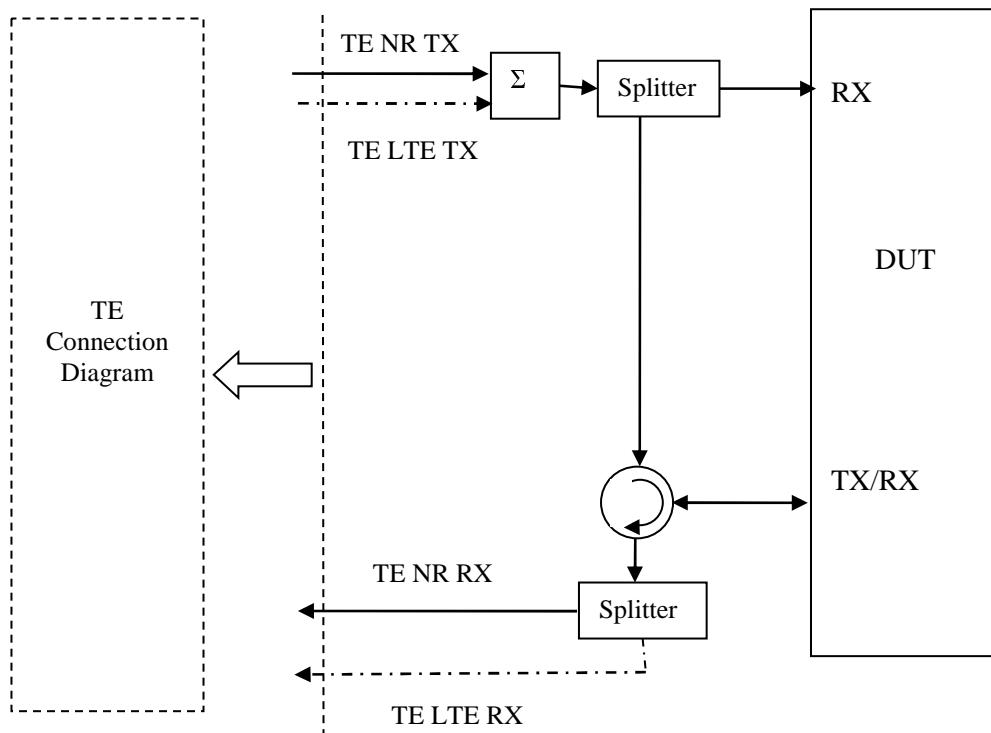 TE NR TX
Σ
Splitter
RX
TE LTE TX
DUT
TE
Connection
Diagram
TX/RX
TE NR RX
Splitter
TE LTE RX